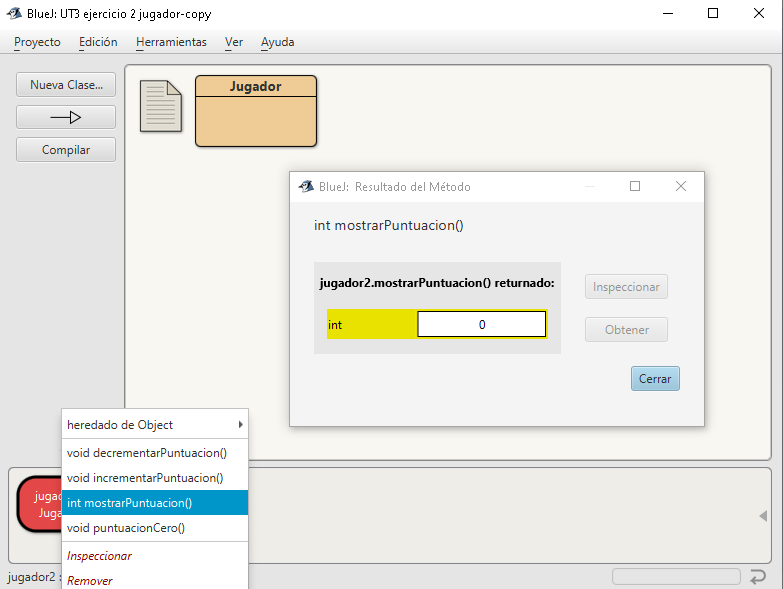 BlueJ: UT3 ejercicio 2 jugador-copy
Proyecto Edición Herramientas Ver Ayuda
Nueva Clase...
Compilar
Jugador
BlueJ: Resultado del Método
int mostrarPuntuacion()
jugador2.mostrarPuntuacion() returnado:
int 0
Inspeccionar
Obtener
Cerrar
heredado de Object
void decrementarPuntuacion()
void incrementarPuntuacion()
int mostrarPuntuacion()
void puntuacionCero()
Inspeccionar
Remover
jugador2 :